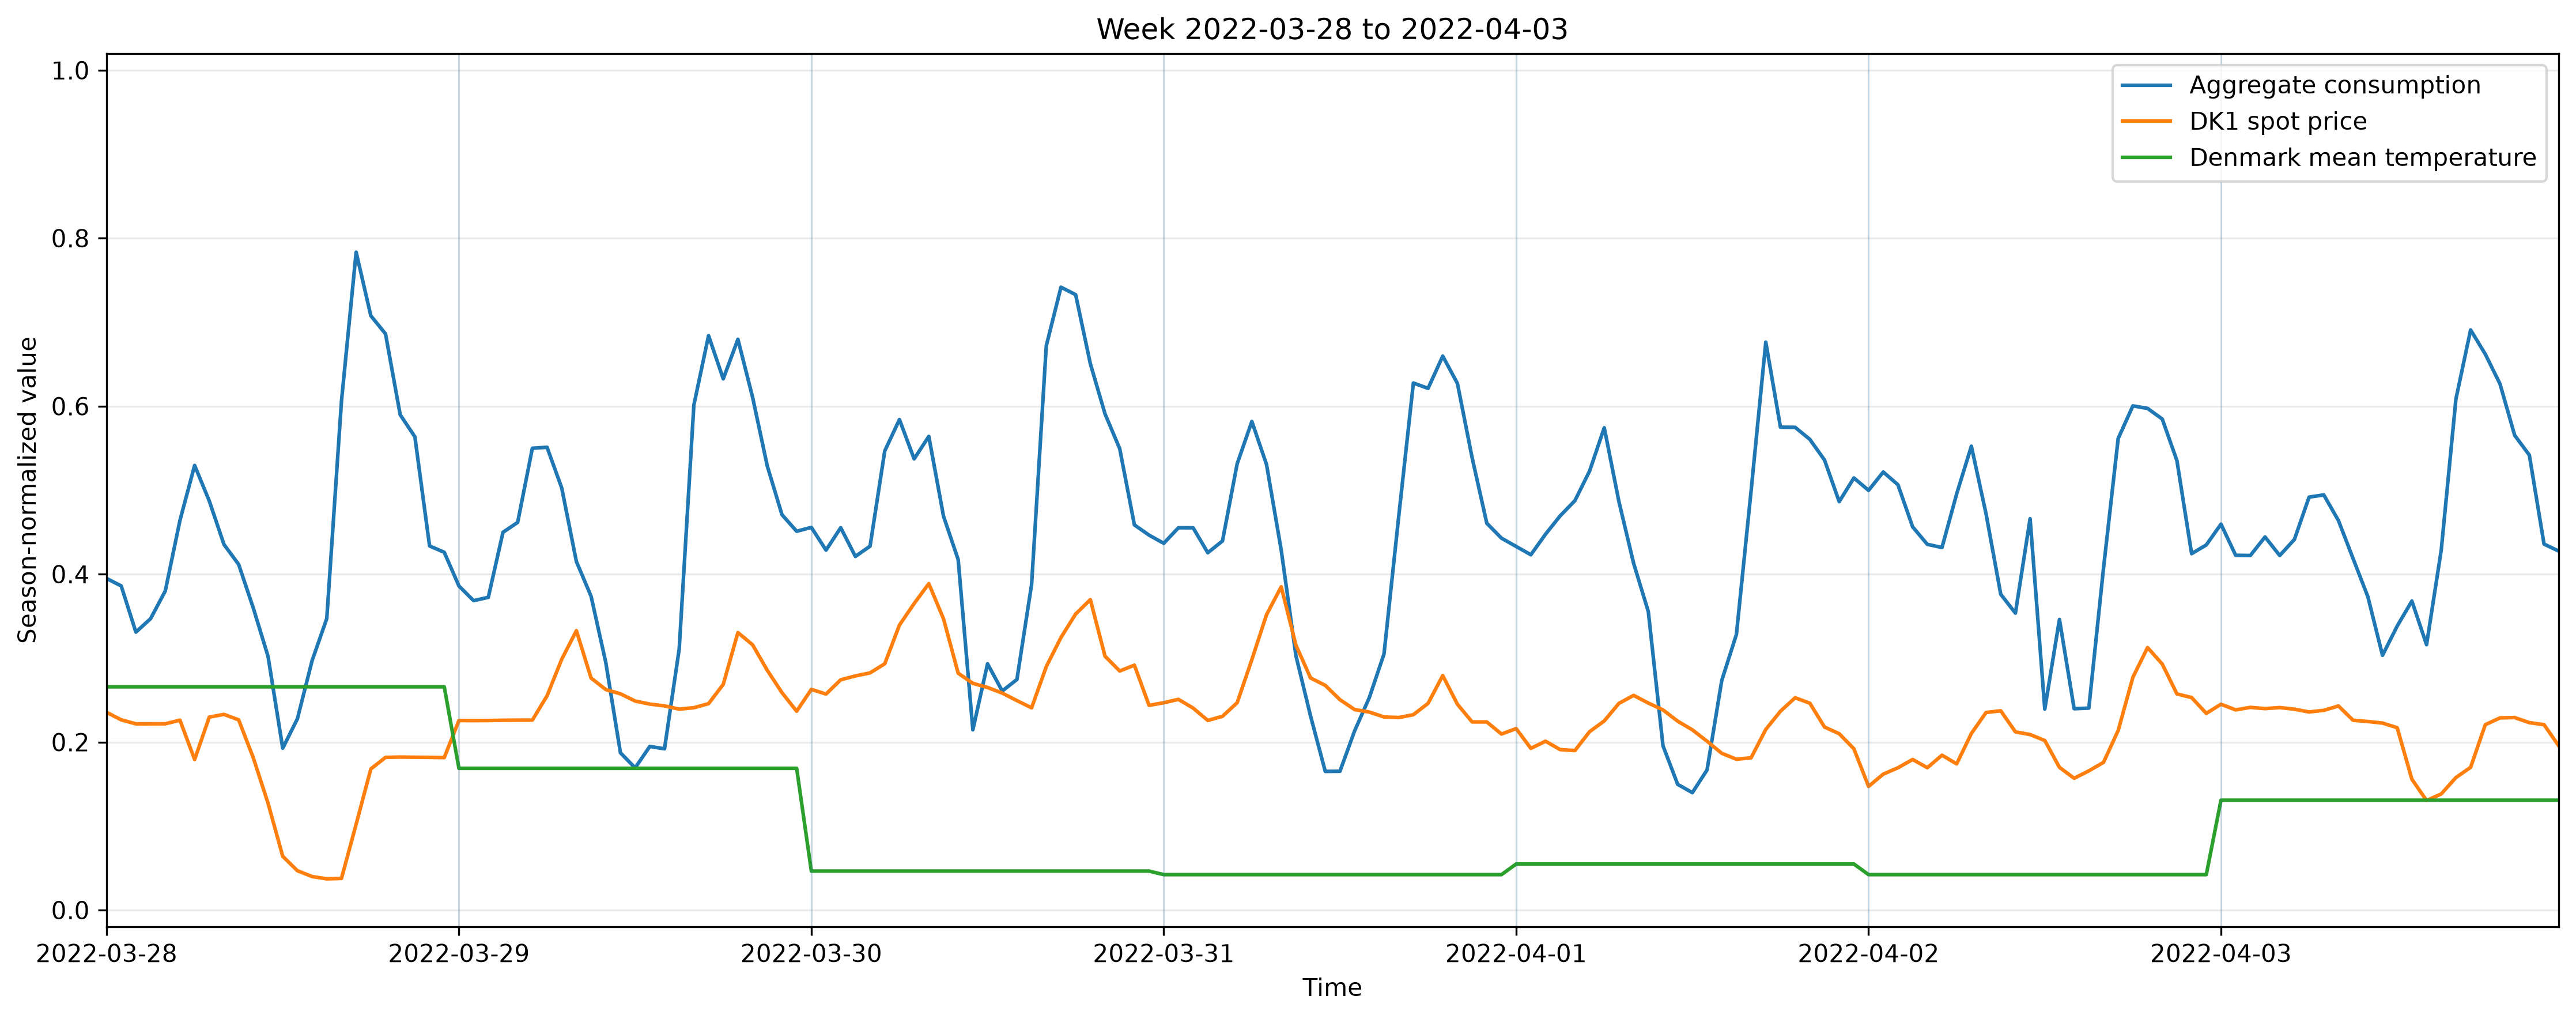 Week 2022-03-28 to 2022-04-03
Aggregate consumption
DK1 spot price
Denmark mean temperature
Season-normalized value
1.0
0.8
0.6
0.4
0.2
0.0
2022-03-28 2022-03-29 2022-03-30 2022-03-31 2022-04-01 2022-04-02 2022-04-03
Time